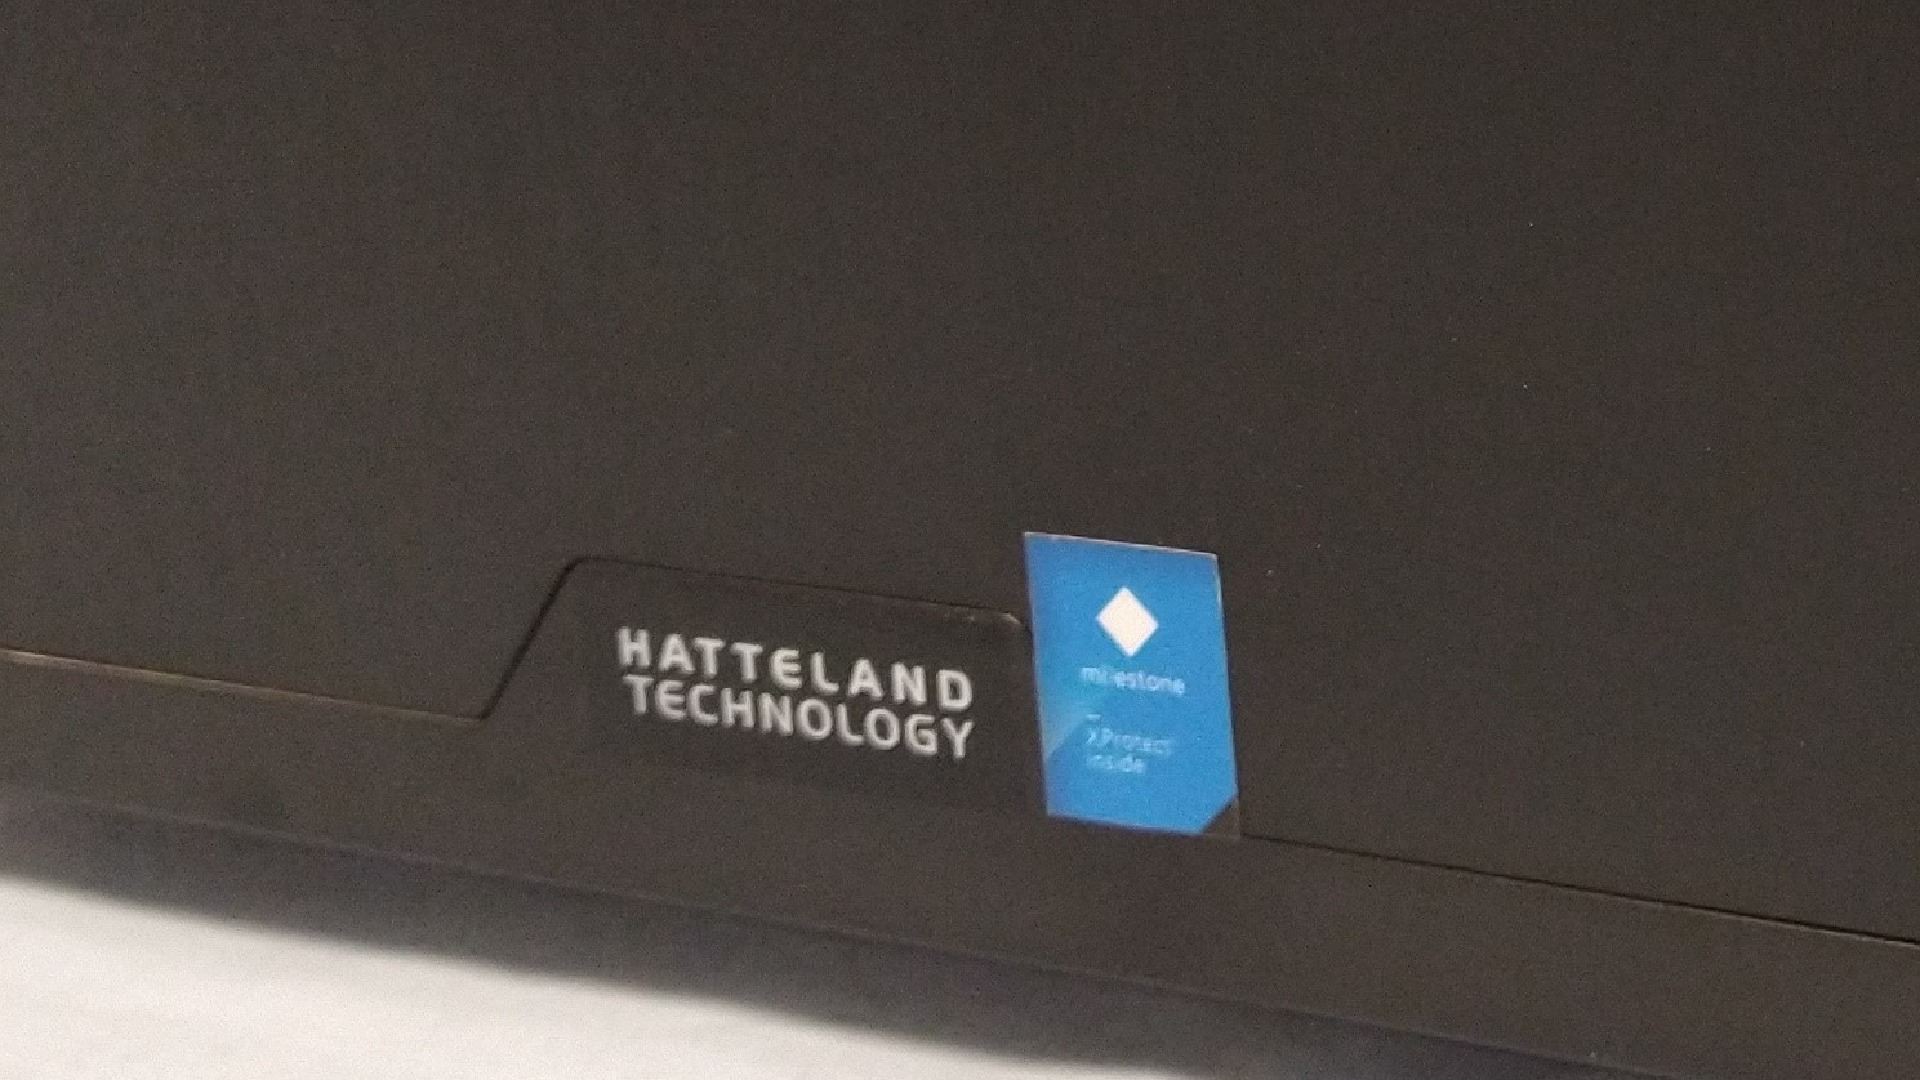 HATTELAND
TECHNOLOGY
milestone
XProtect
inside